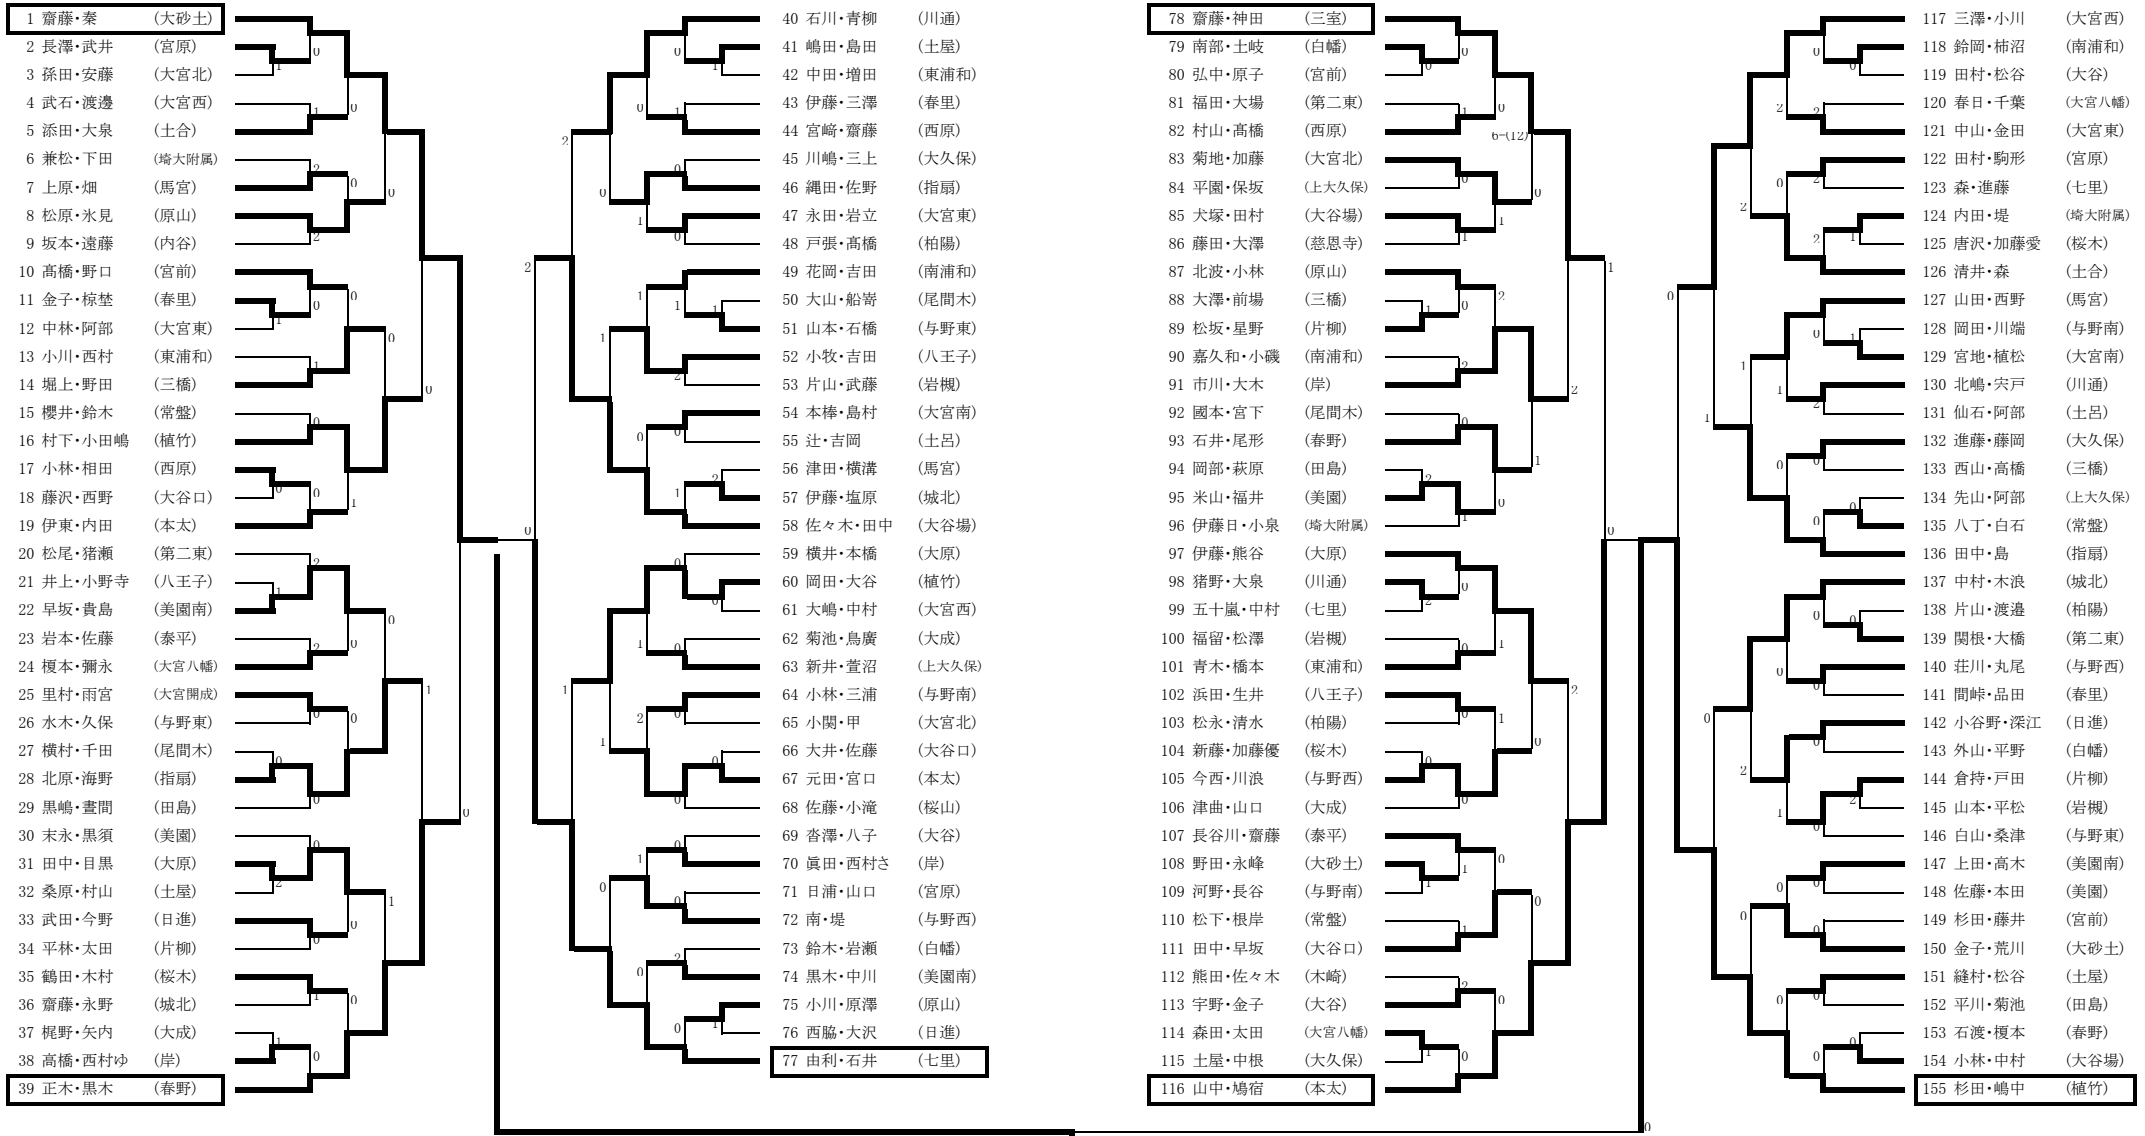 1 齋藤・秦 (大砂土)
2 長澤・武井 (宮原)
3 孫田・安藤 (大宮北)
4 武石・渡邊 (大宮西)
5 添田・大泉 (土合)
6 兼松・下田 (埼大附属)
7 上原・畑 (馬宮)
8 松原・氷見 (原山)
9 坂本・遠藤 (内谷)
10 髙橋・野口 (宮前)
11 金子・椋埜 (春里)
12 中林・阿部 (大宮東)
13 小川・西村 (東浦和)
14 堀上・野田 (三橋)
15 櫻井・鈴木 (常盤)
16 村下・小田嶋 (植竹)
17 小林・相田 (西原)
18 藤沢・西野 (大谷口)
19 伊東・内田 (本太)
20 松尾・猪瀬 (第二東)
21 井上・小野寺 (八王子)
22 早坂・貴島 (美園南)
23 岩本・佐藤 (泰平)
24 榎本・彌永 (大宮八幡)
25 里村・雨宮 (大宮開成)
26 水木・久保 (与野東)
27 横村・千田 (尾間木)
28 北原・海野 (指扇)
29 黒嶋・晝間 (田島)
30 末永・黒須 (美園)
31 田中・目黒 (大原)
32 桑原・村山 (土屋)
33 武田・今野 (日進)
34 平林・太田 (片柳)
35 鶴田・木村 (桜木)
36 齋藤・永野 (城北)
37 梶野・矢内 (大成)
38 高橋・西村ゆ (岸)
39 正木・黒木 (春野)
40 石川・青柳 (川通)
41 嶋田・島田 (土屋)
42 中田・増田 (東浦和)
43 伊藤・三澤 (春里)
44 宮﨑・齋藤 (西原)
45 川嶋・三上 (大久保)
46 縄田・佐野 (指扇)
47 永田・岩立 (大宮東)
48 戸張・髙橋 (柏陽)
49 花岡・吉田 (南浦和)
50 大山・船嵜 (尾間木)
51 山本・石橋 (与野東)
52 小牧・吉田 (八王子)
53 片山・武藤 (岩槻)
54 本棒・島村 (大宮南)
55 辻・吉岡 (土呂)
56 津田・横溝 (馬宮)
57 伊藤・塩原 (城北)
58 佐々木・田中 (大谷場)
59 横井・本橋 (大原)
60 岡田・大谷 (植竹)
61 大嶋・中村 (大宮西)
62 菊池・鳥廣 (大成)
63 新井・萱沼 (上大久保)
64 小林・三浦 (与野南)
65 小関・甲 (大宮北)
66 大井・佐藤 (大谷口)
67 元田・宮口 (本太)
68 佐藤・小滝 (桜山)
69 沓澤・八子 (大谷)
70 眞田・西村さ (岸)
71 日浦・山口 (宮原)
72 南・堤 (与野西)
73 鈴木・岩瀬 (白幡)
74 黒木・中川 (美園南)
75 小川・原澤 (原山)
76 西脇・大沢 (日進)
77 由利・石井 (七里)
78 齋藤・神田 (三室)
79 南部・土岐 (白幡)
80 弘中・原子 (宮前)
81 福田・大場 (第二東)
82 村山・髙橋 (西原)
6-(12)
83 菊地・加藤 (大宮北)
84 平園・保坂 (上大久保)
85 犬塚・田村 (大谷場)
86 藤田・大澤 (慈恩寺)
87 北波・小林 (原山)
88 大澤・前場 (三橋)
89 松坂・星野 (片柳)
90 嘉久和・小磯 (南浦和)
91 市川・大木 (岸)
92 國本・宮下 (尾間木)
93 石井・尾形 (春野)
94 岡部・萩原 (田島)
95 米山・福井 (美園)
96 伊藤日・小泉 (埼大附属)
97 伊藤・熊谷 (大原)
98 猪野・大泉 (川通)
99 五十嵐・中村 (七里)
100 福留・松澤 (岩槻)
101 青木・橋本 (東浦和)
102 浜田・生井 (八王子)
103 松永・清水 (柏陽)
104 新藤・加藤優 (桜木)
105 今西・川浪 (与野西)
106 津曲・山口 (大成)
107 長谷川・齋藤 (泰平)
108 野田・永峰 (大砂土)
109 河野・長谷 (与野南)
110 松下・根岸 (常盤)
111 田中・早坂 (大谷口)
112 熊田・佐々木 (木崎)
113 宇野・金子 (大谷)
114 森田・太田 (大宮八幡)
115 土屋・中根 (大久保)
116 山中・鳩宿 (本太)
117 三澤・小川 (大宮西)
118 鈴岡・柿沼 (南浦和)
119 田村・松谷 (大谷)
120 春日・千葉 (大宮八幡)
121 中山・金田 (大宮東)
122 田村・駒形 (宮原)
123 森・進藤 (七里)
124 内田・堤 (埼大附属)
125 唐沢・加藤愛 (桜木)
126 清井・森 (土合)
127 山田・西野 (馬宮)
128 岡田・川端 (与野南)
129 宮地・植松 (大宮南)
130 北嶋・宍戸 (川通)
131 仙石・阿部 (土呂)
132 進藤・藤岡 (大久保)
133 西山・高橋 (三橋)
134 先山・阿部 (上大久保)
135 八丁・白石 (常盤)
136 田中・島 (指扇)
137 中村・木浪 (城北)
138 片山・渡邉 (柏陽)
139 関根・大橋 (第二東)
140 荘川・丸尾 (与野西)
141 間峠・品田 (春里)
142 小谷野・深江 (日進)
143 外山・平野 (白幡)
144 倉持・戸田 (片柳)
145 山本・平松 (岩槻)
146 白山・桑津 (与野東)
147 上田・高木 (美園南)
148 佐藤・本田 (美園)
149 杉田・藤井 (宮前)
150 金子・荒川 (大砂土)
151 縫村・松谷 (土屋)
152 平川・菊池 (田島)
153 石渡・榎本 (春野)
154 小林・中村 (大谷場)
155 杉田・嶋中 (植竹)